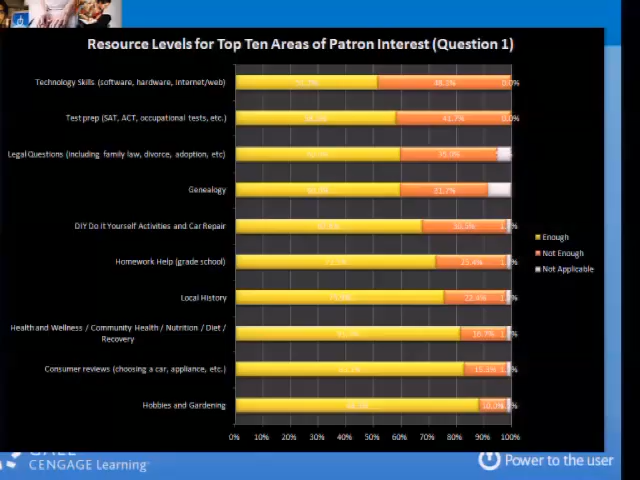 Resource Levels for Top Ten Areas of Patron Interest (Question 1)
Technology Skills (software, hardware, internet/web)
48.2%
0.0%
Test prep (SAT, ACT, occupational tests, etc.)
41.7%
0.0%
Legal Questions (including family law, divorce, adoption, etc)
Genealogy
31.7%
DIY Do It Yourself Activities and Car Repair
Enough
Homework Help (grade school)
Not Enough
Not Applicable
Local History
22.4%
Health and Wellness / Community Health / Nutrition / Diet /
Recovery
16.7%
Consumer reviews (choosing a car, appliance, etc.)
15.3%
Hobbies and Gardening
10.0%
0% 10% 20% 30% 40% 50% 60% 70% 80% 90% 100%
GALE
CENGAGE Learning
Power to the user